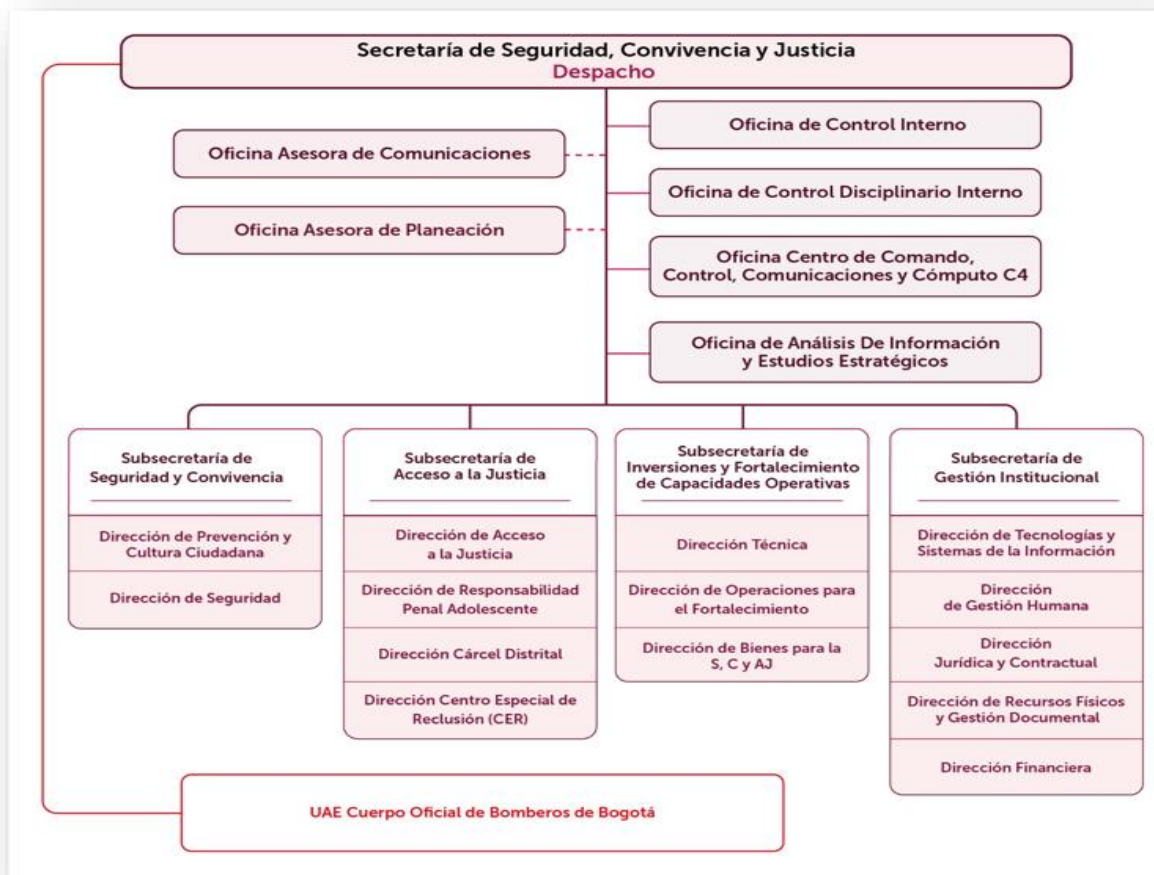 Secretaría de Seguridad, Convivencia y Justicia
Despacho
Oficina Asesora de Comunicaciones
Oficina Asesora de Planeación
Oficina de Control Interno
Oficina de Control Disciplinario Interno
Oficina Centro de Comando,
Control, Comunicaciones y Cómputo C4
Oficina de Análisis De Información
y Estudios Estratégicos
Subsecretaría de
Seguridad y Convivencia
Dirección de Prevención y
Cultura Ciudadana
Dirección de Seguridad
Subsecretaría de
Acceso a la Justicia
Dirección de Acceso
a la Justicia
Dirección de Responsabilidad
Penal Adolescente
Dirección Cárcel Distrital
Dirección Centro Especial de
Reclusión (CER)
Subsecretaría de
Inversiones y Fortalecimiento
de Capacidades Operativas
Dirección Técnica
Dirección de Operaciones para
el Fortalecimiento
Dirección de Bienes para la
S, C y AJ
Subsecretaría de
Gestión Institucional
Dirección de Tecnologías y
Sistemas de la Información
Dirección
de Gestión Humana
Dirección
Jurídica y Contractual
Dirección de Recursos Físicos
y Gestión Documental
Dirección Financiera
UAE Cuerpo Oficial de Bomberos de Bogotá